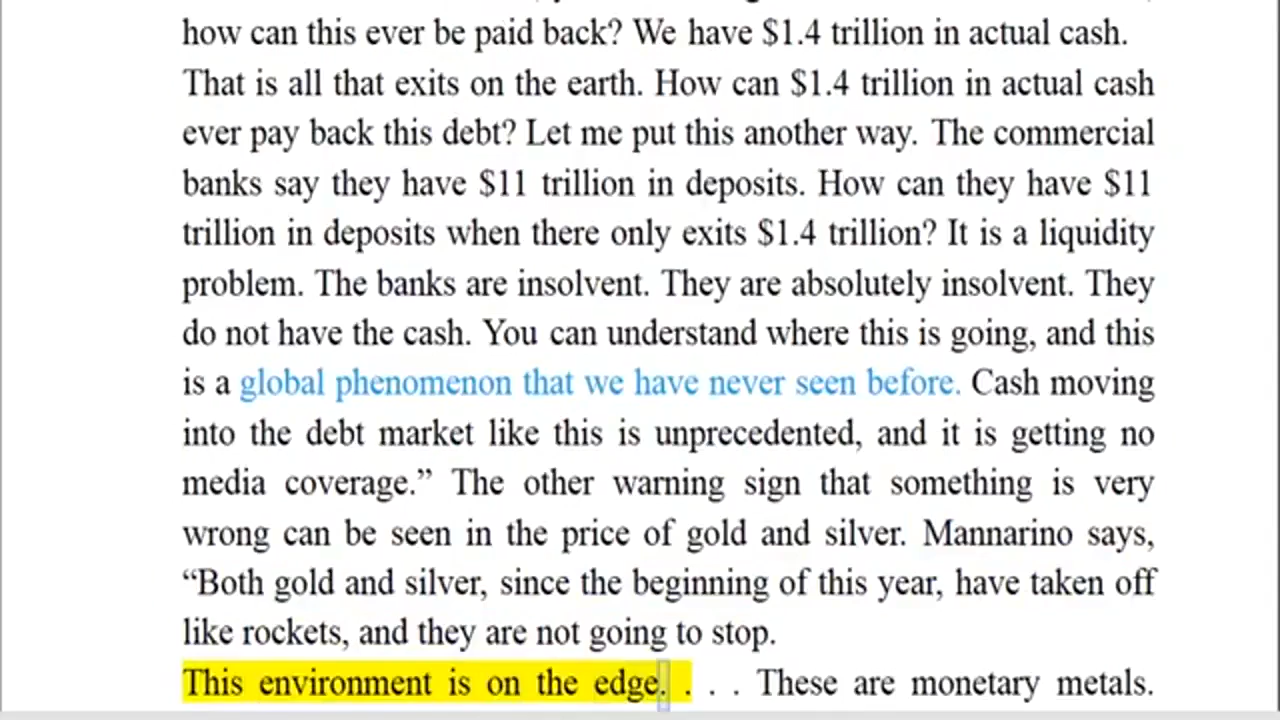 how can this ever be paid back? We have $1.4 trillion in actual cash.
That is all that exits on the earth. How can $1.4 trillion in actual cash
ever pay back this debt? Let me put this another way. The commercial
banks say they have $11 trillion in deposits. How can they have $11
trillion in deposits when there only exits $1.4 trillion? It is a liquidity
problem. The banks are insolvent. They are absolutely insolvent. They
do not have the cash. You can understand where this is going, and this
is a global phenomenon that we have never seen before. Cash moving
into the debt market like this is unprecedented, and it is getting no
media coverage.” The other warning sign that something is very
wrong can be seen in the price of gold and silver. Mannarino says,
“Both gold and silver, since the beginning of this year, have taken off
like rockets, and they are not going to stop.
This environment is on the edge. . . . These are monetary metals.